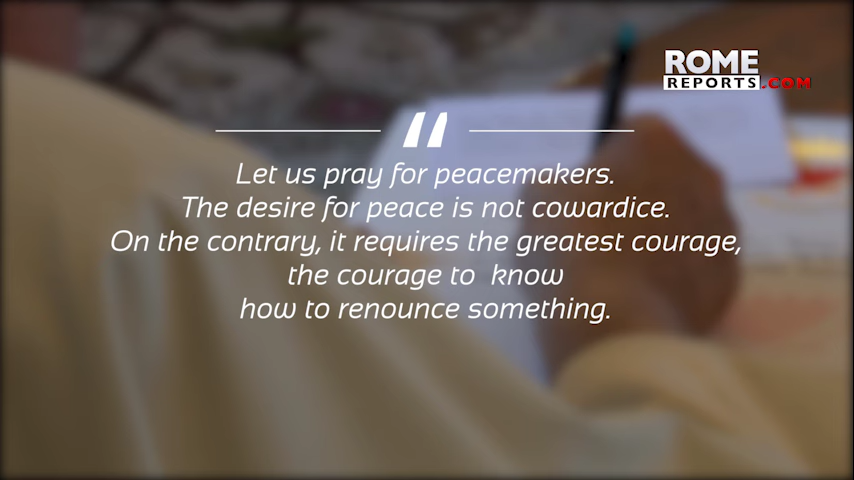 ROME
REPORTS.COM
Let us pray for peacemakers.
The desire for peace is not cowardice.
On the contrary, it requires the greatest courage,
the courage to know
how to renounce something.